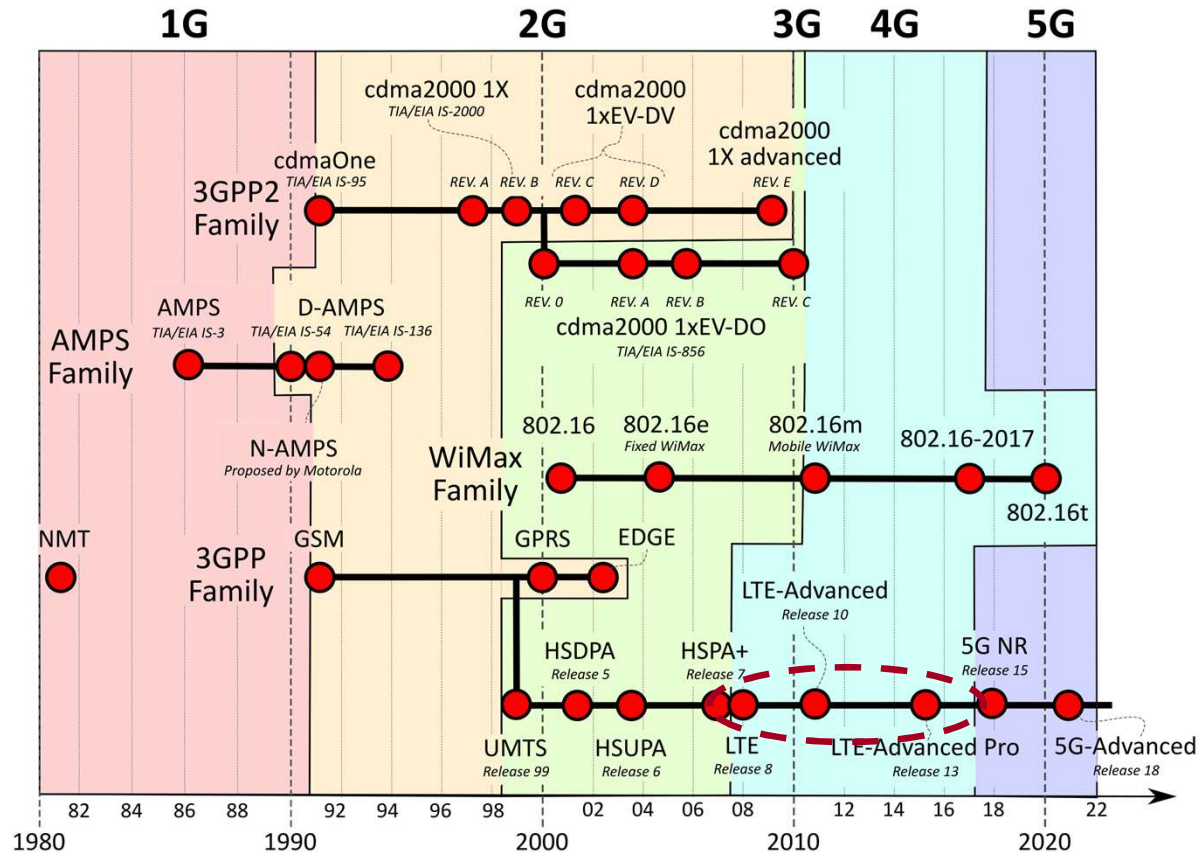 1G
2G
3G
4G
5G
cdma2000 1X
TIA/EIA IS-2000
cdma2000
1xEV-DV
cdma2000
1X advanced
cdmaOne
TIA/EIA IS-95
REV. A
REV. B
REV. C
REV. D
REV. E
3GPP2
Family
REV. 0
REV. A
REV. B
REV. C
cdma2000 1xEV-DO
TIA/EIA IS-856
AMPS
TIA/EIA IS-3
D-AMPS
TIA/EIA IS-54
TIA/EIA IS-136
AMPS
Family
N-AMPS
Proposed by Motorola
WiMax
Family
802.16
802.16e
Fixed WiMax
802.16m
Mobile WiMax
802.16-2017
802.16t
NMT
3GPP
Family
GSM
GPRS
EDGE
LTE-Advanced
Release 10
HSDPA
Release 5
HSPA+
Release 7
5G NR
Release 15
UMTS
Release 99
HSUPA
Release 6
LTE
Release 8
LTE-Advanced Pro
Release 13
5G-Advanced
Release 18
82 84 86 88 92 94 96 98 02 04 06 08 12 14 16 18 22
1980 1990 2000 2010 2020